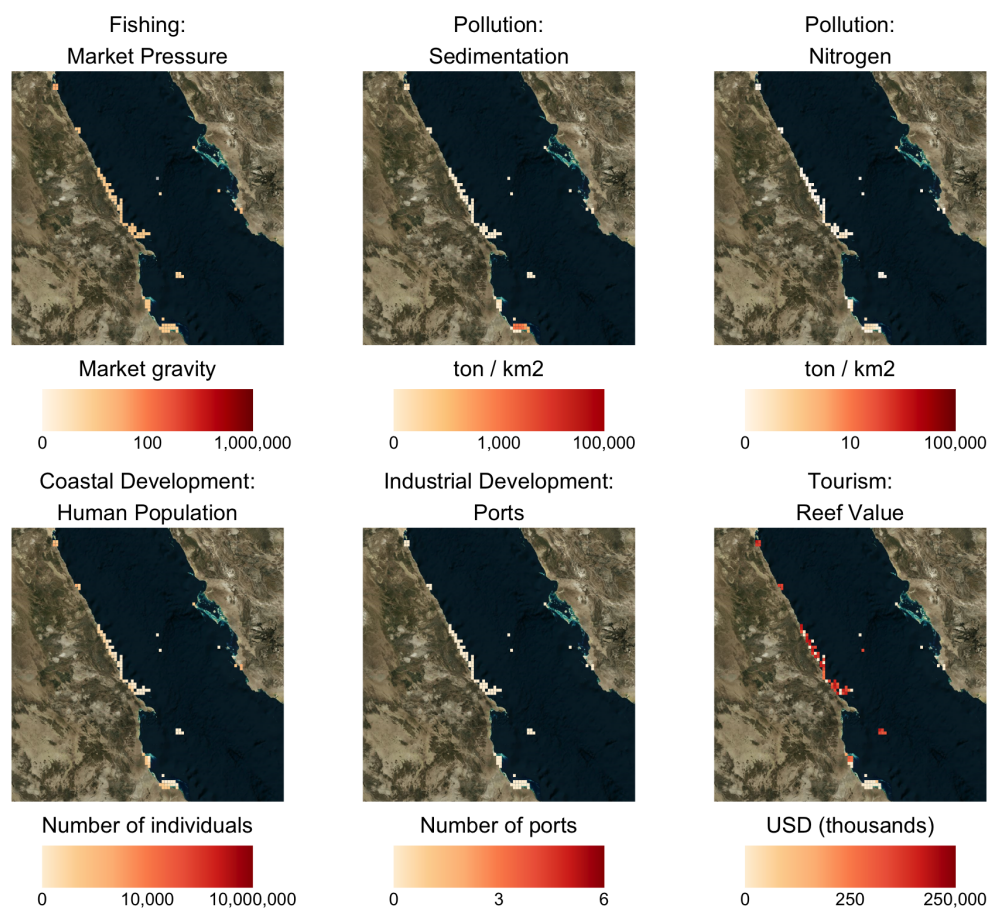 Fishing:
Market Pressure
Pollution:
Sedimentation
Pollution:
Nitrogen
Market gravity
0 100 1,000,000
ton / km2
0 1,000 100,000
ton / km2
0 10 100,000
Coastal Development:
Human Population
Industrial Development:
Ports
Tourism:
Reef Value
Number of individuals
0 10,000 10,000,000
Number of ports
0 3 6
USD (thousands)
0 250 250,000